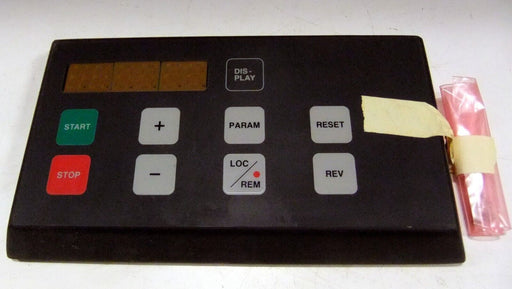 DIS-
PLAY
START
+
PARAM
RESET
STOP
−
LOC/
REM
REV